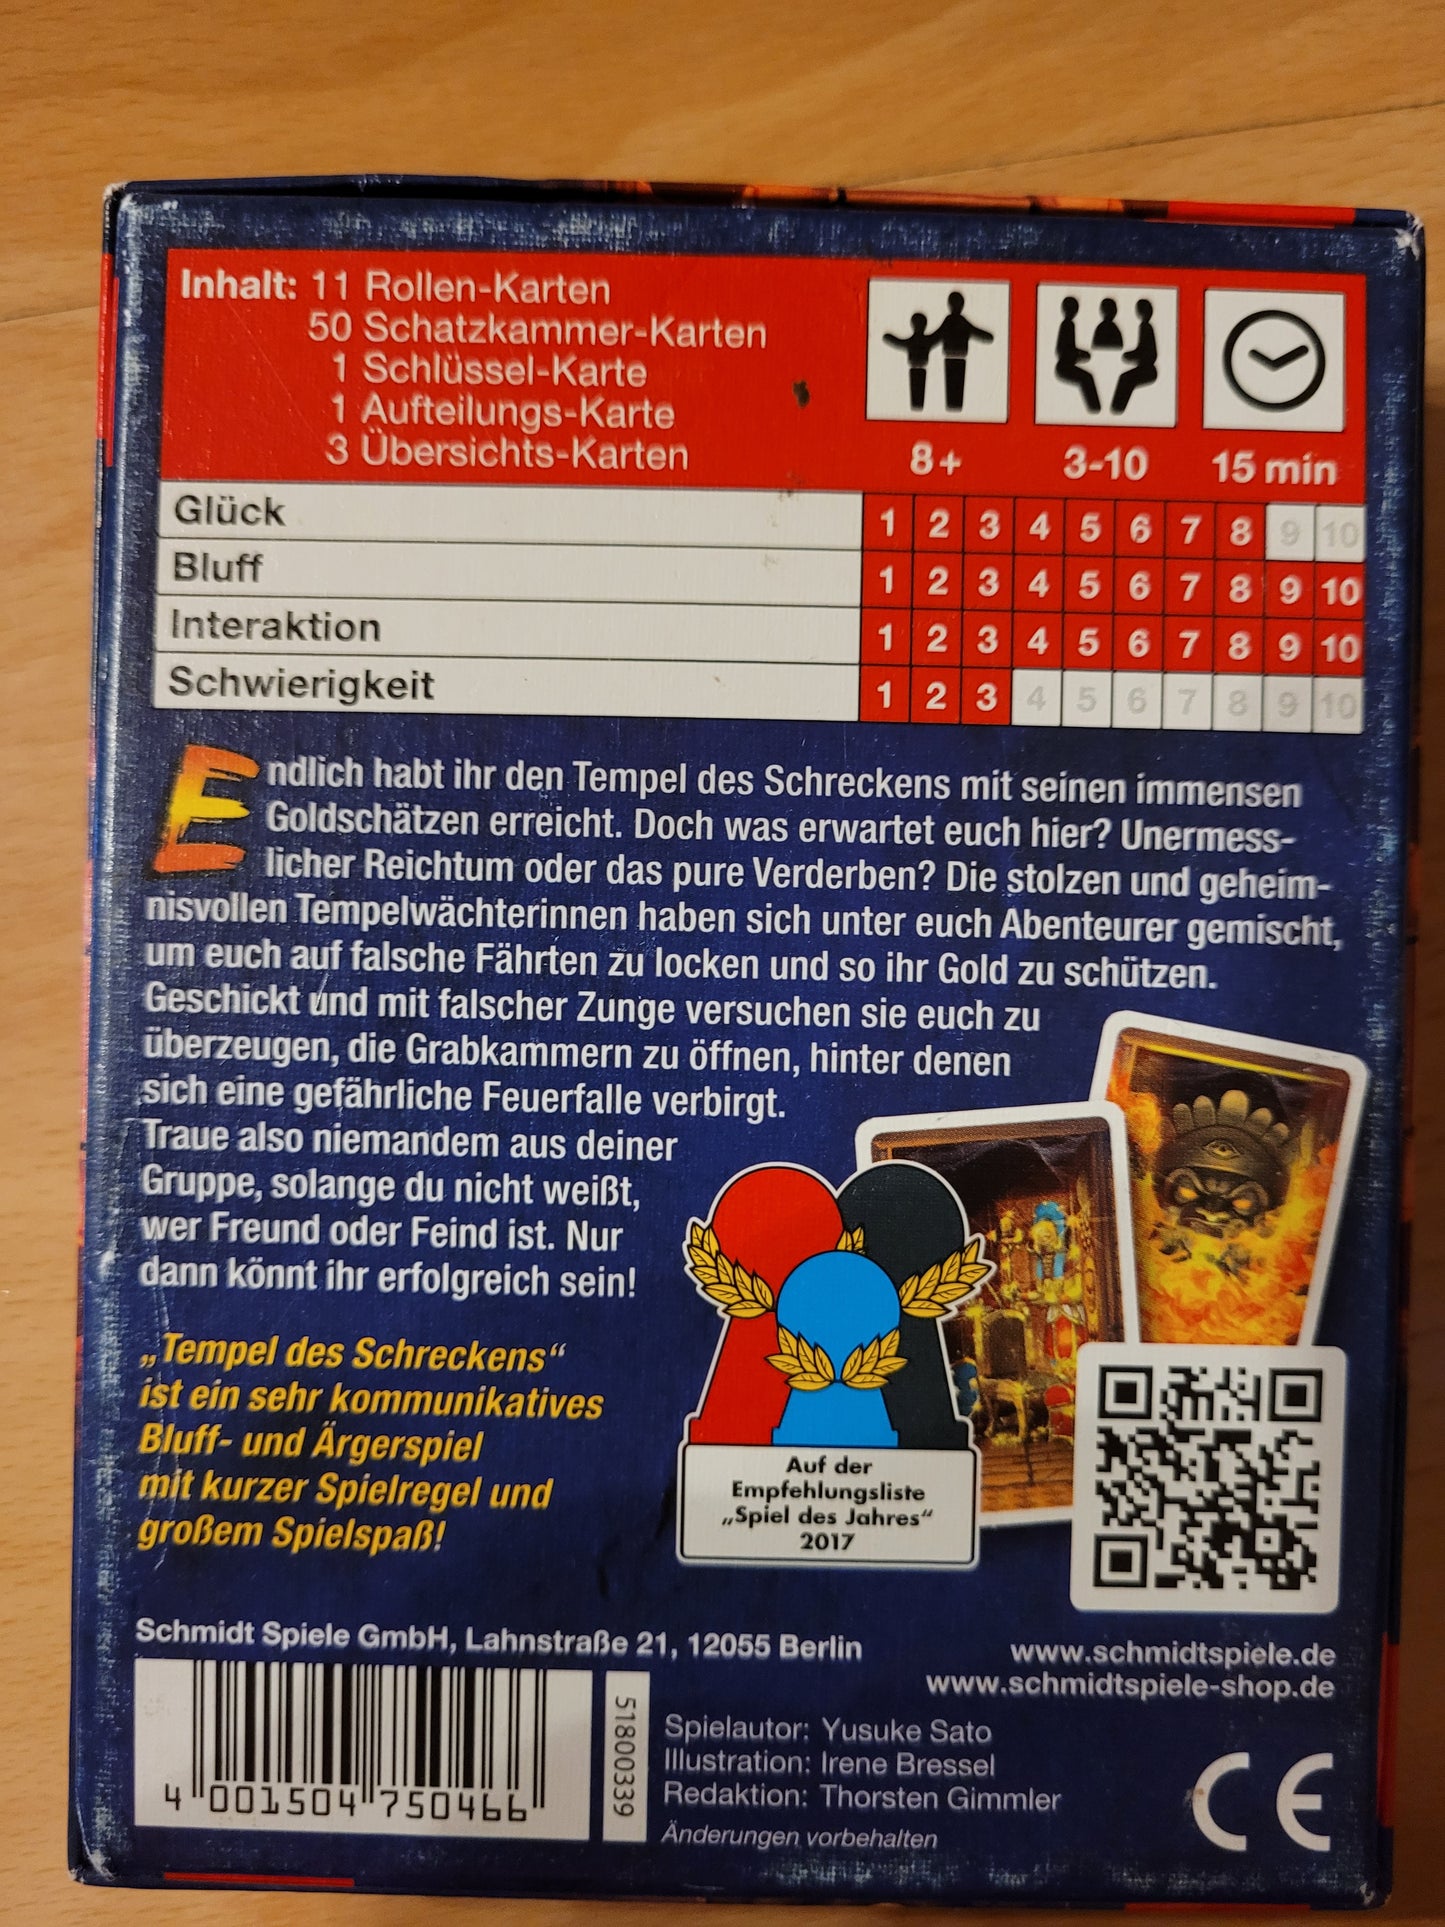 Inhalt: 11 Rollen-Karten
50 Schatzkammer-Karten
1 Schlüssel-Karte
1 Aufteilungs-Karte
3 Übersichts-Karten
8+ 3-10 15 min
Glück 1 2 3 4 5 6 7 8 9 10
Bluff 1 2 3 4 5 6 7 8 9 10
Interaktion 1 2 3 4 5 6 7 8 9 10
Schwierigkeit 1 2 3 4 5 6 7 8 9 10
Endlich habt ihr den Tempel des Schreckens mit seinen immensen
Goldschätzen erreicht. Doch was erwartet euch hier? Unermess-
licher Reichtum oder das pure Verderben? Die stolzen und geheim-
nisvollen Tempelwächterinnen haben sich unter euch Abenteurer gemischt,
um euch auf falsche Fährten zu locken und so ihr Gold zu schützen.
Geschickt und mit falscher Zunge versuchen sie euch zu
überzeugen, die Grabkammern zu öffnen, hinter denen
sich eine gefährliche Feuerfalle verbirgt.
Traue also niemandem aus deiner
Gruppe, solange du nicht weißt,
wer Freund oder Feind ist. Nur
dann könnt ihr erfolgreich sein!
„Tempel des Schreckens“
ist ein sehr kommunikatives
Bluff- und Ärgerspiel
mit kurzer Spielregel und
großem Spielspaß!
Auf der
Empfehlungsliste
„Spiel des Jahres“
2017
Schmidt Spiele GmbH, Lahnstraße 21, 12055 Berlin
www.schmidtspiele.de
www.schmidtspiele-shop.de
4 001504 750466
51800339
Spielautor: Yusuke Sato
Illustration: Irene Bressel
Redaktion: Thorsten Gimmler
Änderungen vorbehalten
CE